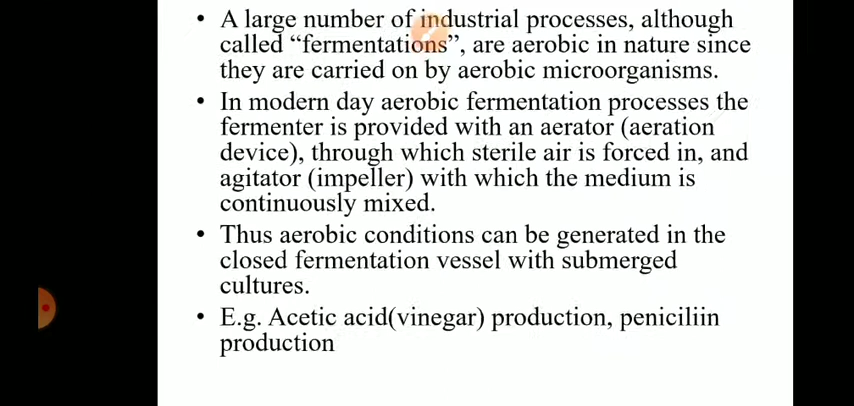 • A large number of industrial processes, although
called “fermentations”, are aerobic in nature since
they are carried on by aerobic microorganisms.
• In modern day aerobic fermentation processes the
fermenter is provided with an aerator (aeration
device), through which sterile air is forced in, and
agitator (impeller) with which the medium is
continuously mixed.
• Thus aerobic conditions can be generated in the
closed fermentation vessel with submerged
cultures.
• E.g. Acetic acid(vinegar) production, peniciliin
production